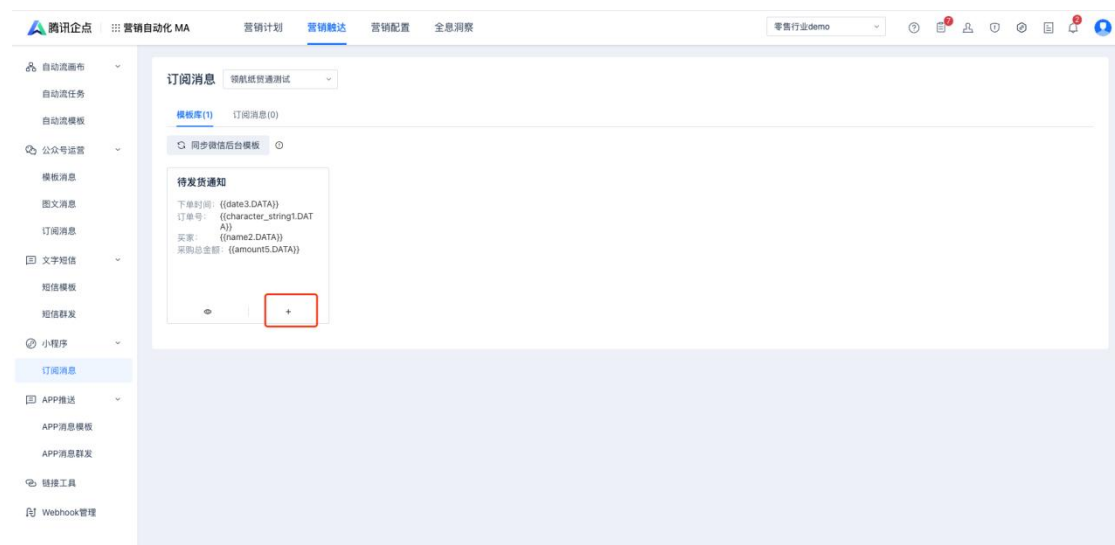 腾讯企点 营销自动化 MA 营销计划 营销触达 营销配置 全息洞察 零售行业demo 7 2
自动流画布
自动流任务
自动流模板
公众号运营
模板消息
图文消息
订阅消息
文字短信
短信模板
短信群发
小程序
订阅消息
APP推送
APP消息模板
APP消息群发
链接工具
Webhook管理
订阅消息 领航纸贸通测试
模板库(1) 订阅消息(0)
同步微信后台模板
待发货通知
下单时间: {{date3.DATA}}
订单号: {{character_string1.DAT
A}}
买家: {{name2.DATA}}
采购总金额: {{amount5.DATA}}